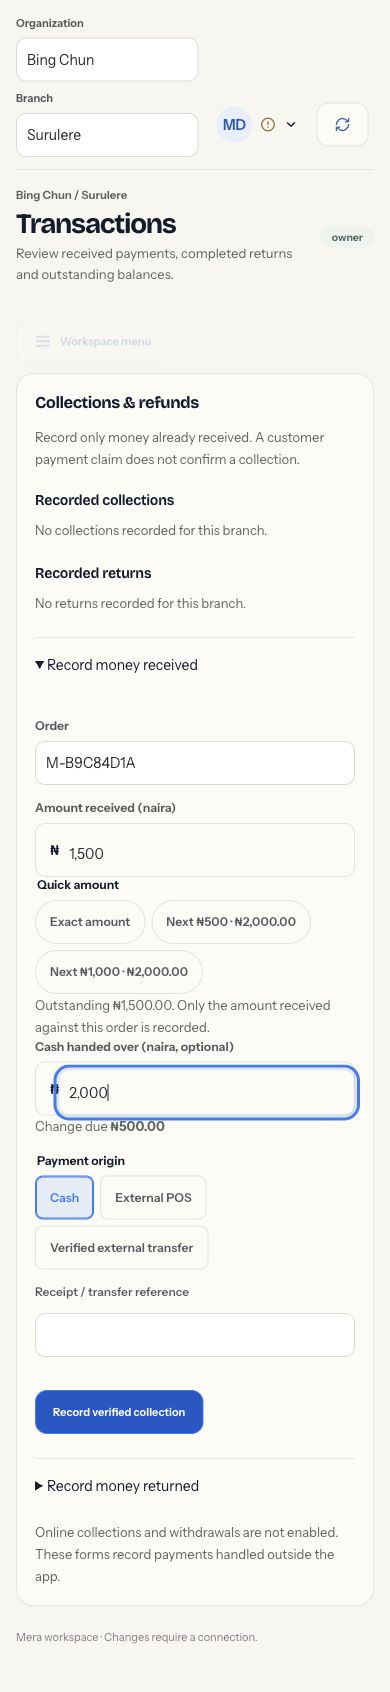 Organization
Bing Chun
Branch
Surulere
MD
Bing Chun / Surulere
Transactions
Review received payments, completed returns
and outstanding balances.
owner
Workspace menu
Collections & refunds
Record only money already received. A customer
payment claim does not confirm a collection.
Recorded collections
No collections recorded for this branch.
Recorded returns
No returns recorded for this branch.
Record money received
Order
M-B9C84D1A
Amount received (naira)
₦ 1,500
Quick amount
Exact amount
Next ₦500 · ₦2,000.00
Next ₦1,000 · ₦2,000.00
Outstanding ₦1,500.00. Only the amount received
against this order is recorded.
Cash handed over (naira, optional)
₦ 2,000
Change due ₦500.00
Payment origin
Cash
External POS
Verified external transfer
Receipt / transfer reference
Record verified collection
Record money returned
Online collections and withdrawals are not enabled.
These forms record payments handled outside the
app.
Mera workspace · Changes require a connection.